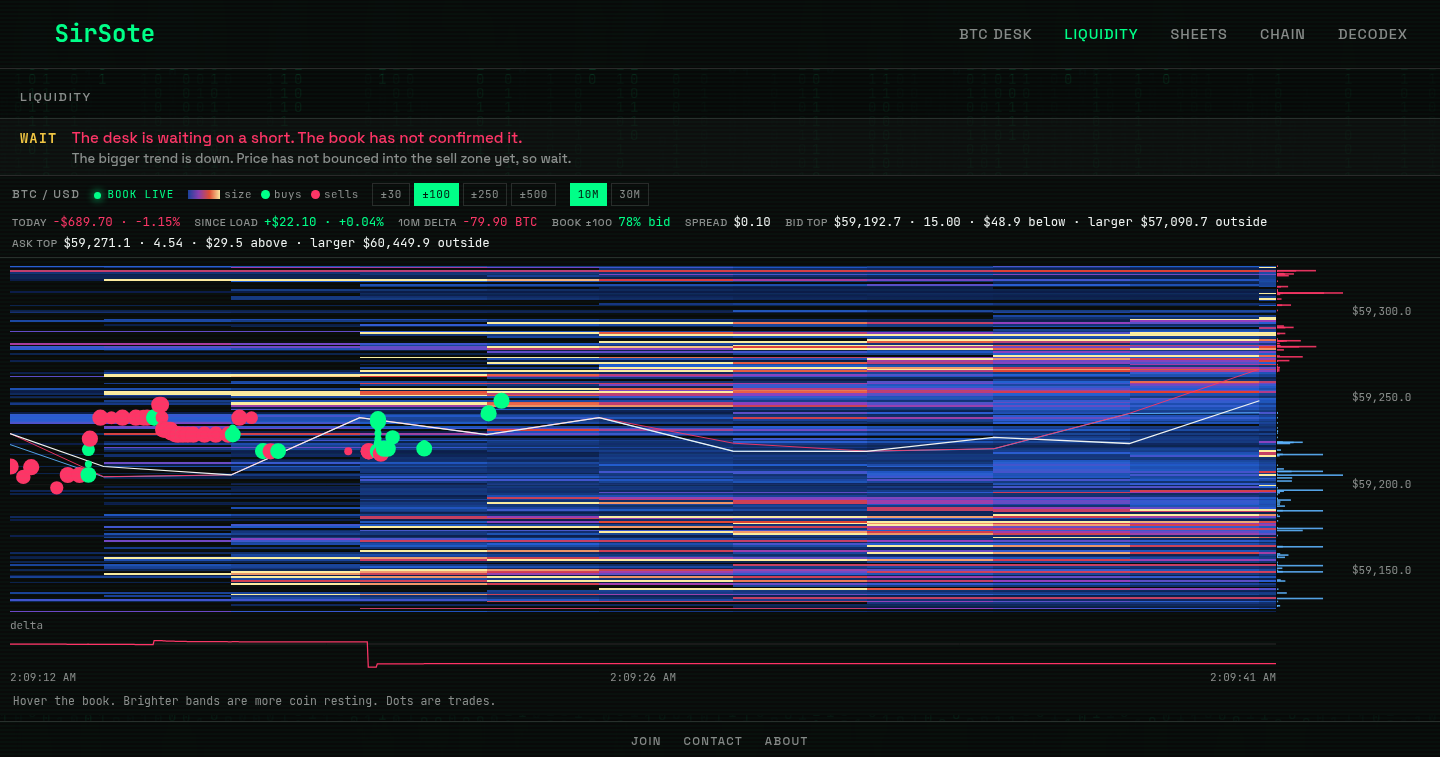 SirSote
BTC DESK LIQUIDITY SHEETS CHAIN DECODEX
LIQUIDITY
WAIT The desk is waiting on a short. The book has not confirmed it.
The bigger trend is down. Price has not bounced into the sell zone yet, so wait.
BTC / USD BOOK LIVE size buys sells ±30 ±100 ±250 ±500 10M 30M
TODAY -$689.70 · -1.15% SINCE LOAD +$22.10 · +0.04% 10M DELTA -79.90 BTC BOOK ±100 78% bid SPREAD $0.10 BID TOP $59,192.7 · 15.00 · $48.9 below · larger $57,090.7 outside
ASK TOP $59,271.1 · 4.54 · $29.5 above · larger $60,449.9 outside
$59,300.0
$59,250.0
$59,200.0
$59,150.0
delta
2:09:12 AM 2:09:26 AM 2:09:41 AM
Hover the book. Brighter bands are more coin resting. Dots are trades.
JOIN CONTACT ABOUT